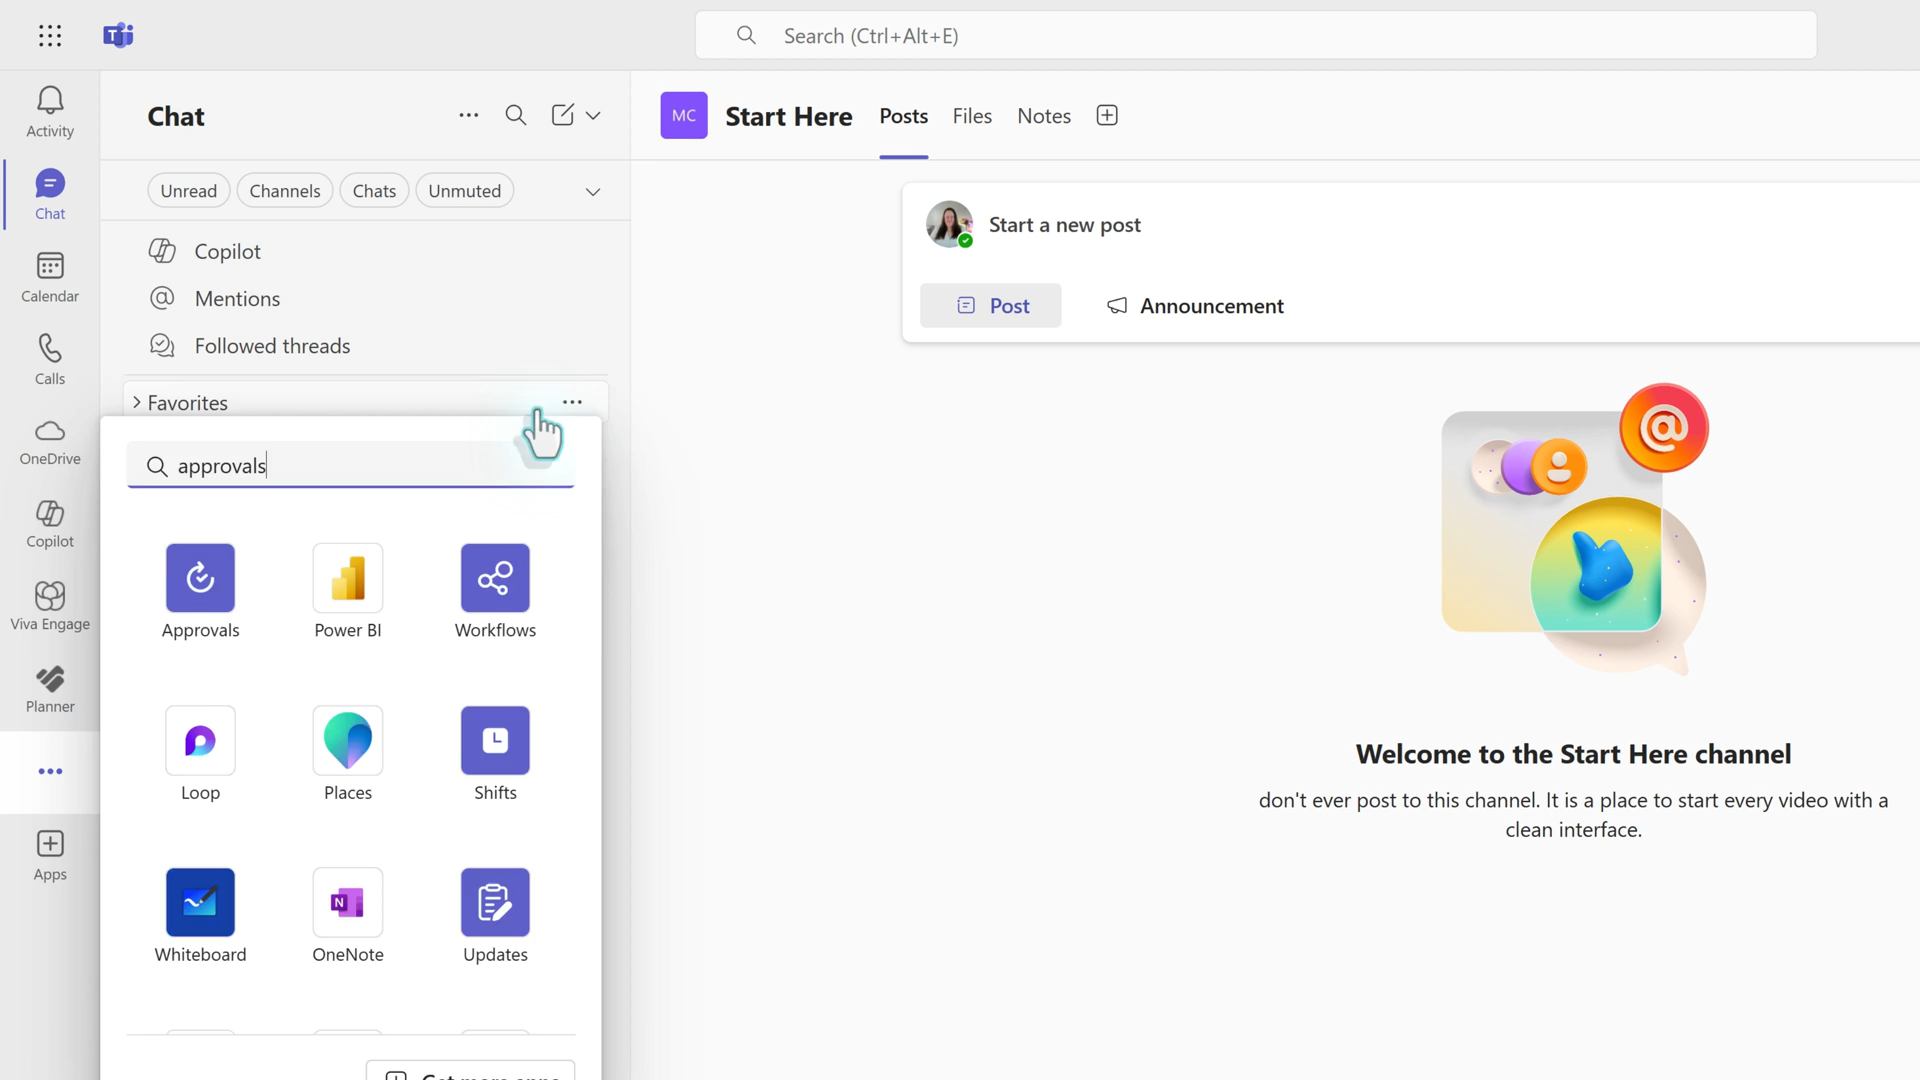 Search (Ctrl+Alt+E)
Activity
Chat
Calendar
Calls
OneDrive
Copilot
Viva Engage
Planner
Apps
Chat
Unread Channels Chats Unmuted
Copilot
Mentions
Followed threads
Favorites
approvals
Approvals Power BI Workflows
Loop Places Shifts
Whiteboard OneNote Updates
Get more apps
MC Start Here Posts Files Notes
Start a new post
Post Announcement
Welcome to the Start Here channel
don't ever post to this channel. It is a place to start every video with a
clean interface.